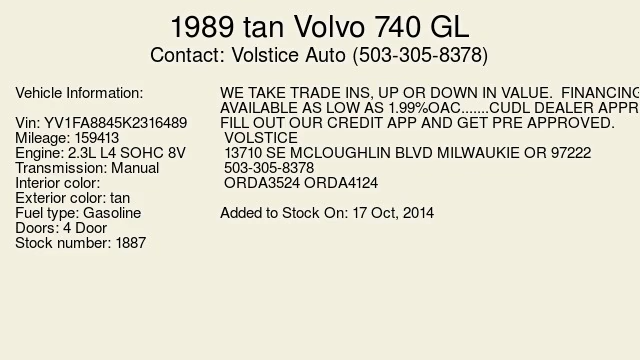 1989 tan Volvo 740 GL
Contact: Volstice Auto (503-305-8378)
Vehicle Information:
Vin: YV1FA8845K2316489
Mileage: 159413
Engine: 2.3L L4 SOHC 8V
Transmission: Manual
Interior color:
Exterior color: tan
Fuel type: Gasoline
Doors: 4 Door
Stock number: 1887
WE TAKE TRADE INS, UP OR DOWN IN VALUE. FINANCING
AVAILABLE AS LOW AS 1.99%OAC.......CUDL DEALER APPR
FILL OUT OUR CREDIT APP AND GET PRE APPROVED.
VOLSTICE
13710 SE MCLOUGHLIN BLVD MILWAUKIE OR 97222
503-305-8378
ORDA3524 ORDA4124
Added to Stock On: 17 Oct, 2014